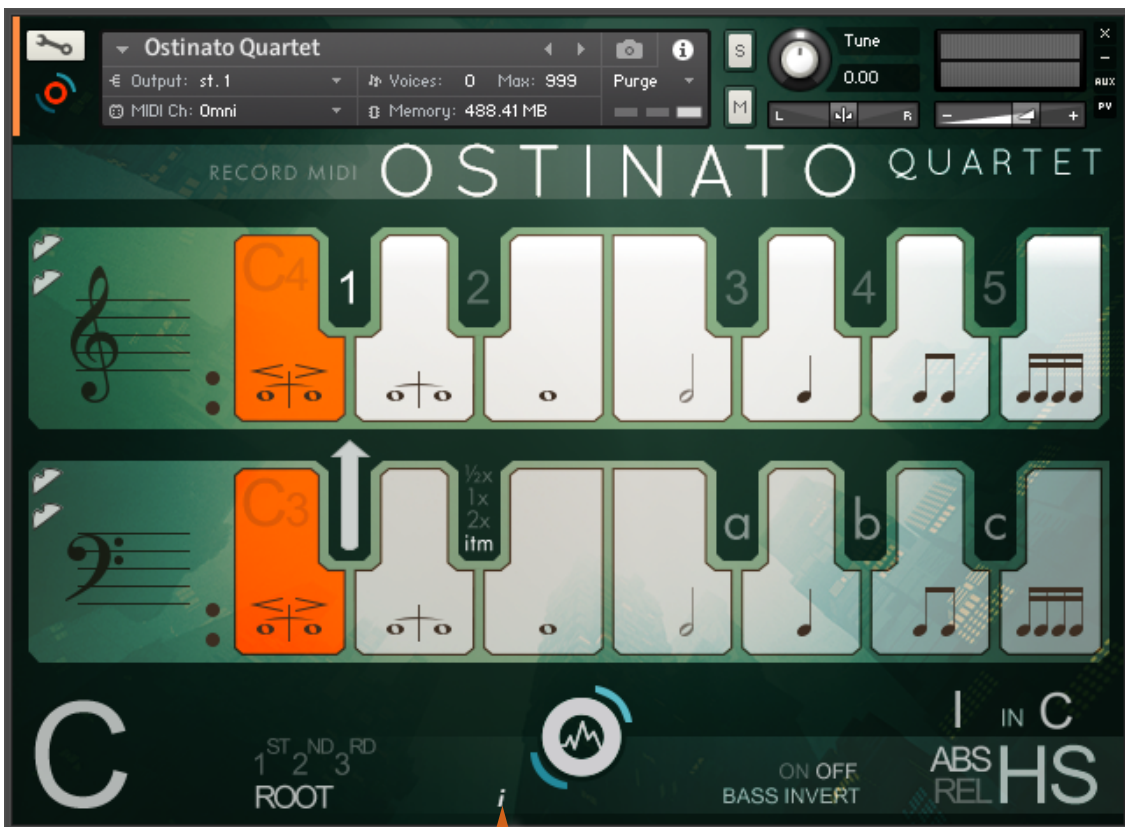 Ostinato Quartet
Output: st. 1
Voices: 0 Max: 999
Purge
MIDI Ch: Omni
Memory: 488.41 MB
S
M
Tune
0.00
L R
- +
×
-
AUX
PV
RECORD MIDI OSTINATO QUARTET
C4 1 2 3 4 5
C3 ½x
1x
2x
itm
a b c
C
1ST 2ND 3RD
ROOT
i
ON OFF
BASS INVERT
I IN C
ABS HS
REL